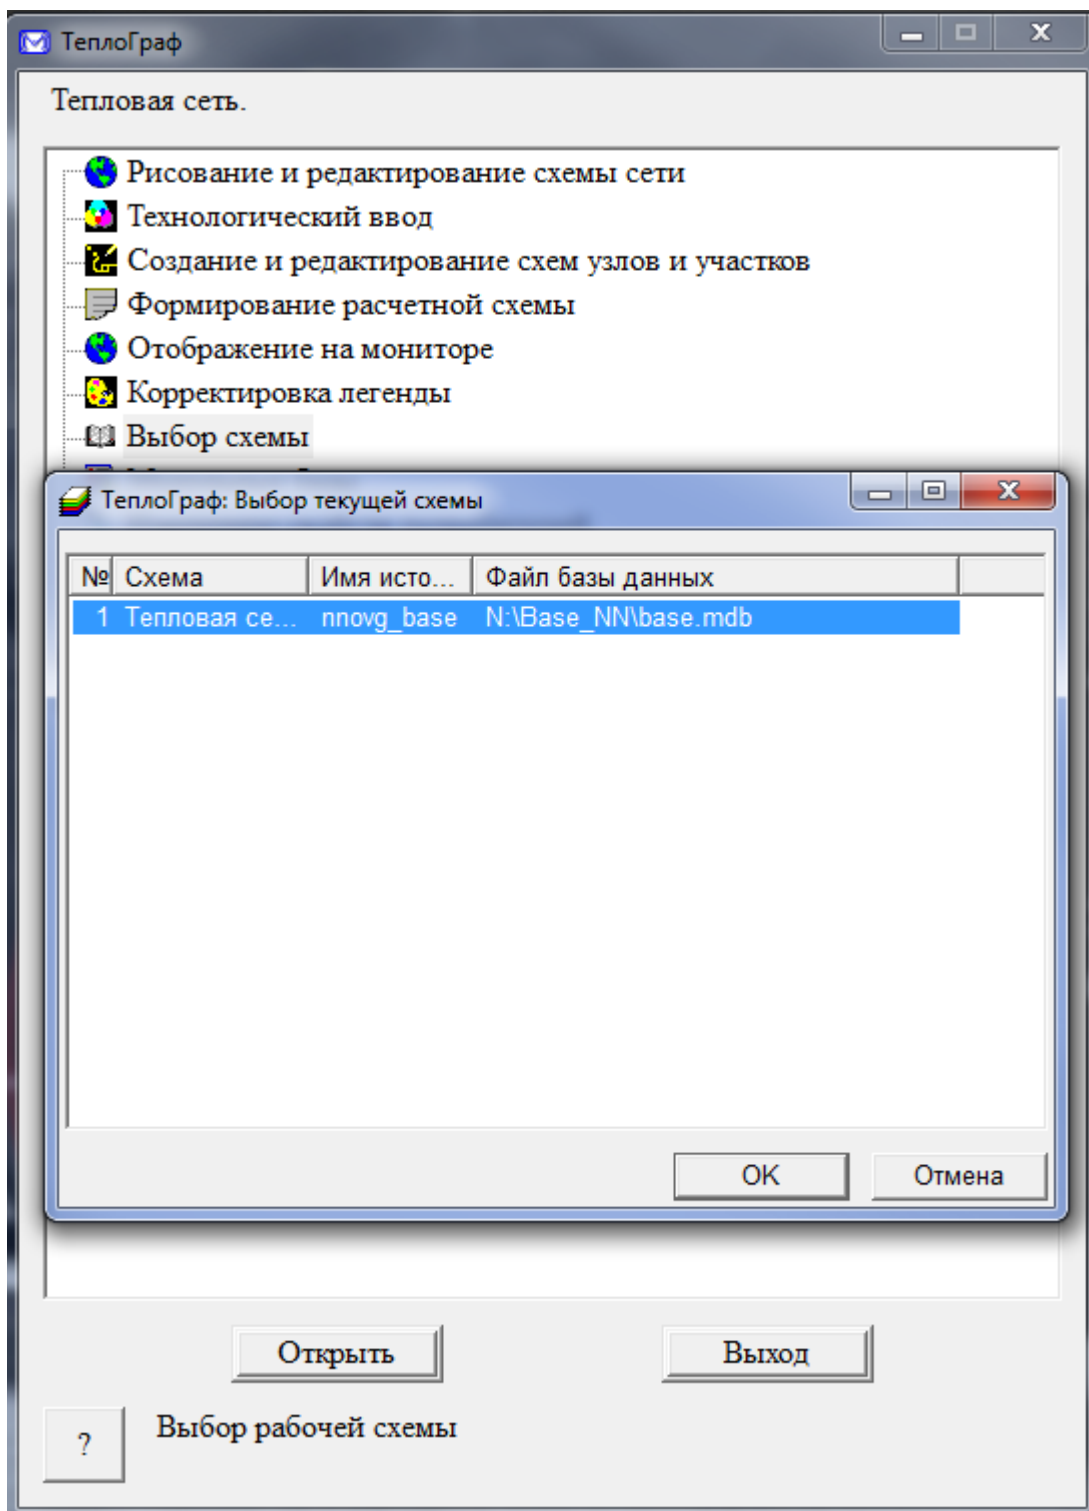 ТеплоГраф
Тепловая сеть.
Рисование и редактирование схемы сети
Технологический ввод
Создание и редактирование схем узлов и участков
Формирование расчетной схемы
Отображение на мониторе
Корректировка легенды
Выбор схемы
ТеплоГраф: Выбор текущей схемы
№ Схема Имя исто... Файл базы данных
1 Тепловая се... nnovg_base N:\Base_NN\base.mdb
OK Отмена
Открыть Выход
? Выбор рабочей схемы